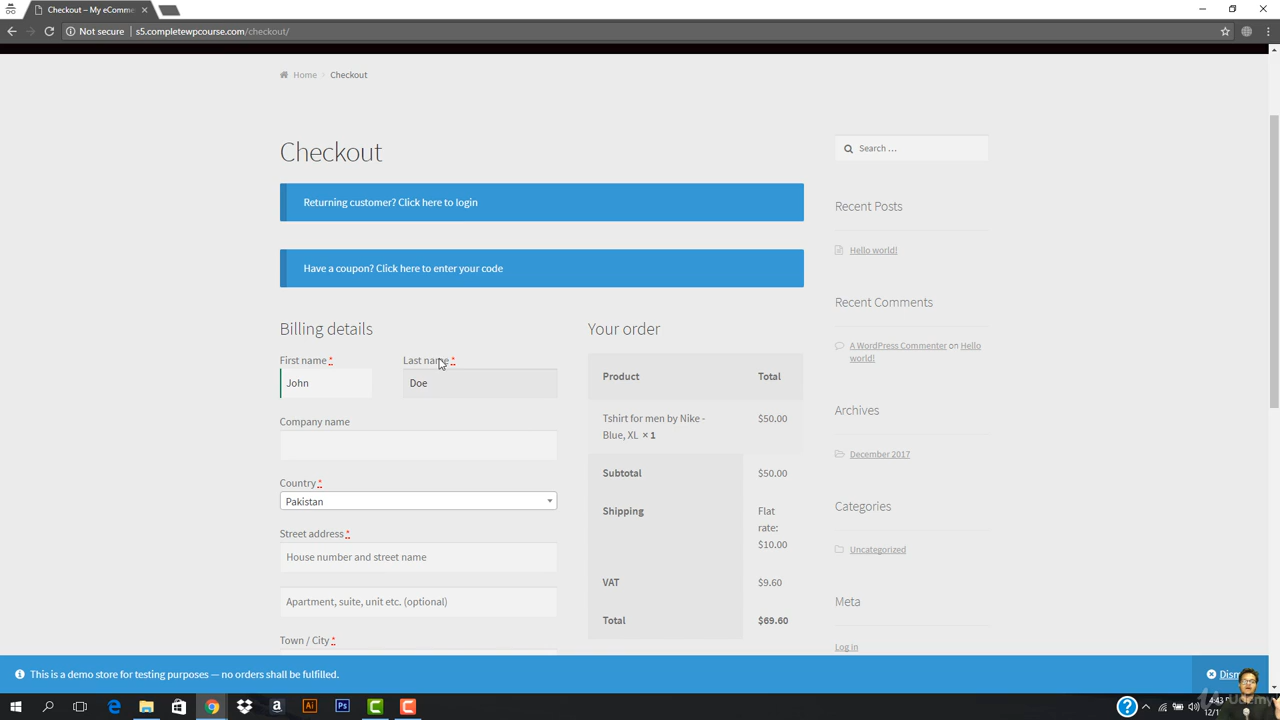 Checkout – My eComme
Not secure
s5.completewpcourse.com/checkout/
Home
Checkout
Checkout
Search …
Returning customer? Click here to login
Have a coupon? Click here to enter your code
Recent Posts
Hello world!
Recent Comments
A WordPress Commenter on Hello
world!
Archives
December 2017
Categories
Uncategorized
Meta
Log in
Billing details
First name *
Last name *
John
Doe
Company name
Country *
Pakistan
Street address *
House number and street name
Apartment, suite, unit etc. (optional)
Town / City *
Your order
Product Total
Tshirt for men by Nike - $50.00
Blue, XL × 1
Subtotal $50.00
Shipping Flat
rate:
$10.00
VAT $9.60
Total $69.60
This is a demo store for testing purposes — no orders shall be fulfilled.
4:43
12/1
Udemy